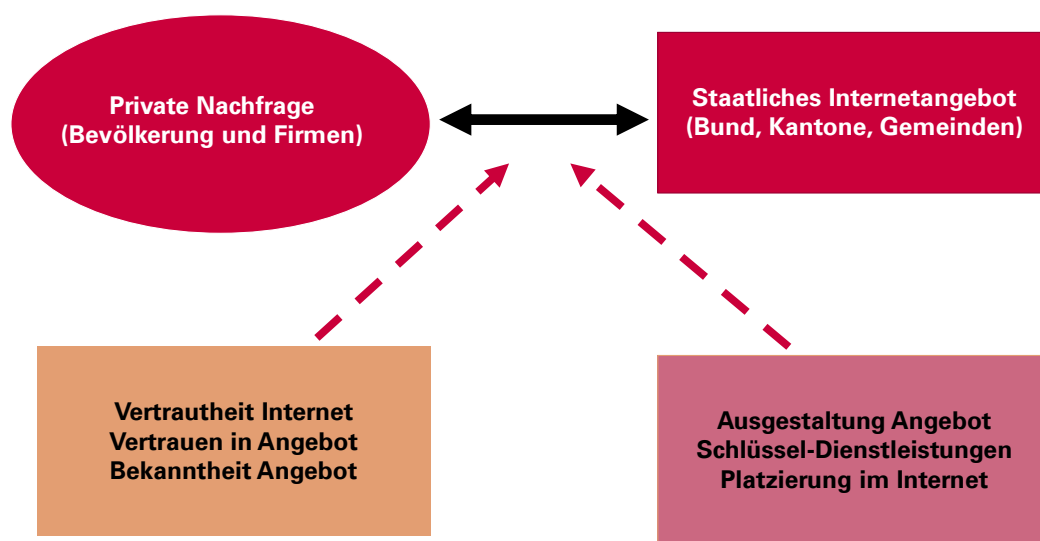 Private Nachfrage
(Bevölkerung und Firmen)
Staatliches Internetangebot
(Bund, Kantone, Gemeinden)
Vertrautheit Internet
Vertrauen in Angebot
Bekanntheit Angebot
Ausgestaltung Angebot
Schlüssel-Dienstleistungen
Platzierung im Internet